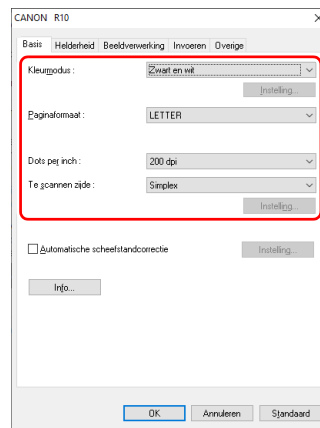 CANON R10
Basis Helderheid Beeldverwerking Invoeren Overige
Kleurmodus : Zwart en wit
Instelling...
Paginaformaat : LETTER
Dots per inch : 200 dpi
Te scannen zijde : Simplex
Instelling...
Automatische scheefstandcorrectie Instelling...
Info...
OK Annuleren Standaard